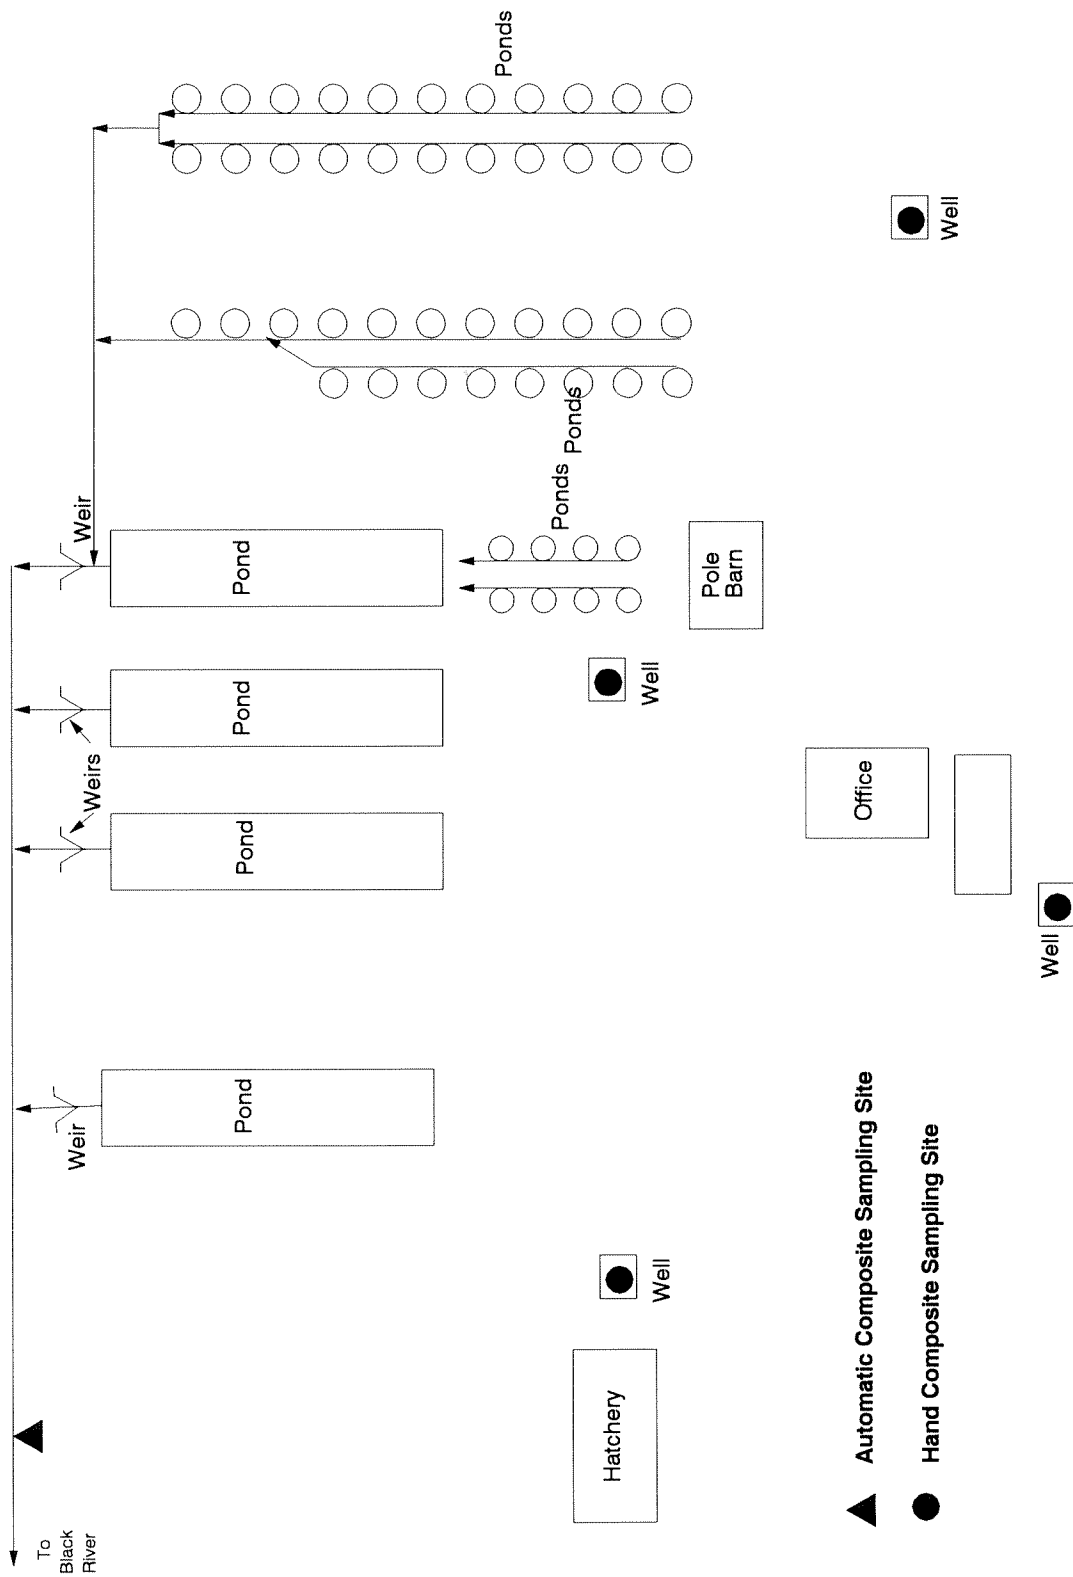 To
Black
River
Weir
Pond
Weirs
Pond
Pond
Weir
Pond
Ponds
Ponds
Ponds
Hatchery
Well
Well
Pole
Barn
Office
Well
Well
Automatic Composite Sampling Site
Hand Composite Sampling Site